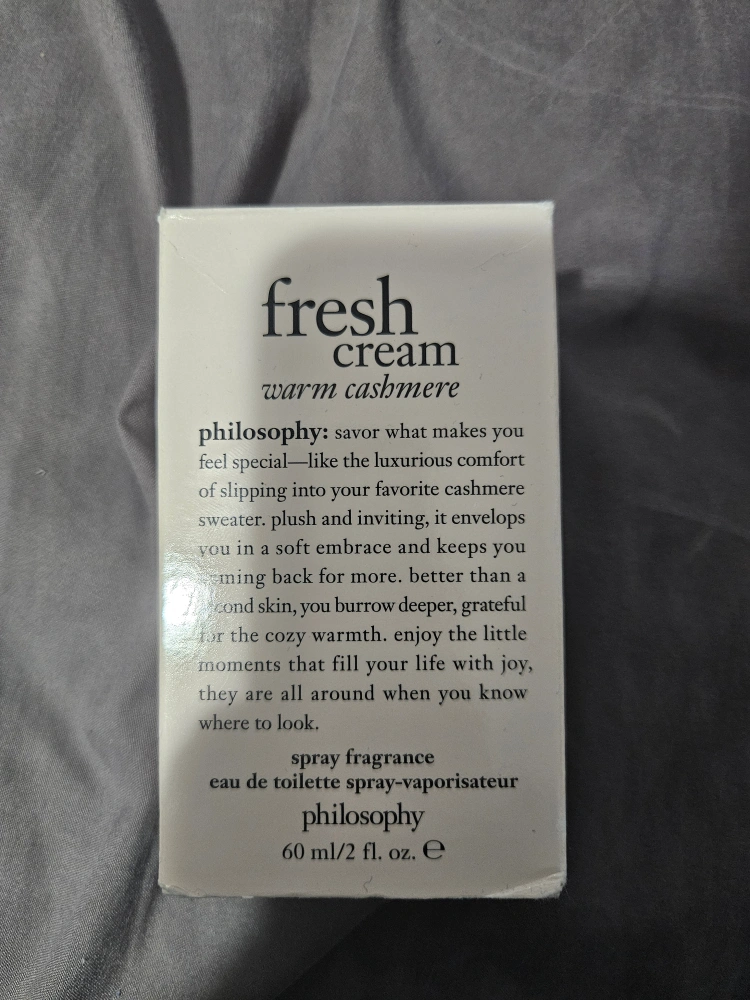 fresh
cream
warm cashmere
philosophy: savor what makes you
feel special—like the luxurious comfort
of slipping into your favorite cashmere
sweater. plush and inviting, it envelops
you in a soft embrace and keeps you
coming back for more. better than a
second skin, you burrow deeper, grateful
for the cozy warmth. enjoy the little
moments that fill your life with joy,
they are all around when you know
where to look.
spray fragrance
eau de toilette spray-vaporisateur
philosophy
60 ml/2 fl. oz. ℮